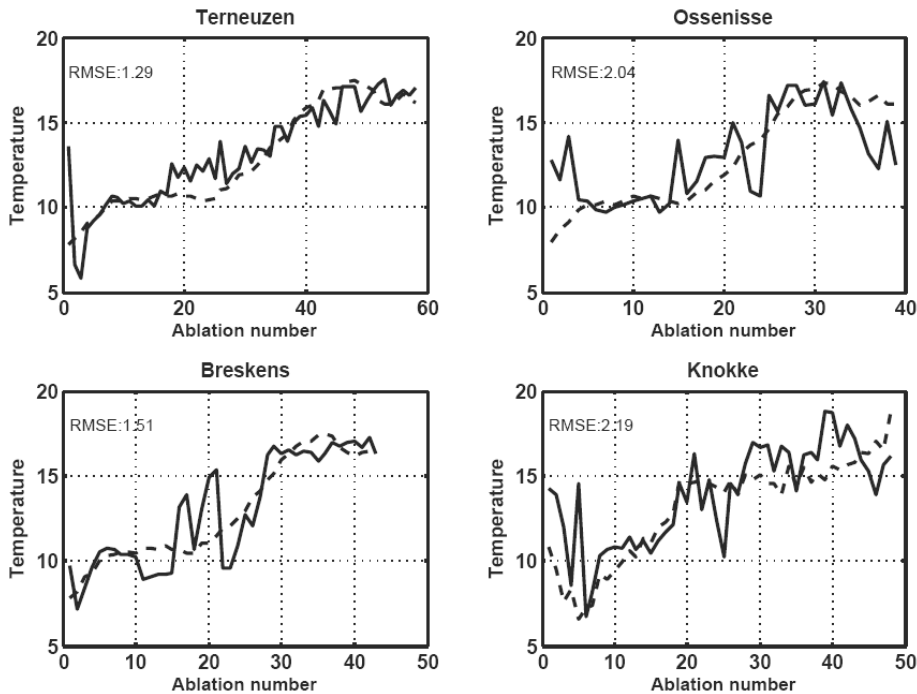 Terneuzen
20
RMSE:1.29
15
10
5
Temperature
0 20 40 60
Ablation number
Ossenisse
20
RMSE:2.04
15
10
5
Temperature
0 10 20 30 40
Ablation number
Breskens
20
RMSE:1.51
15
10
5
Temperature
0 10 20 30 40 50
Ablation number
Knokke
20
RMSE:2.19
15
10
5
Temperature
0 10 20 30 40 50
Ablation number